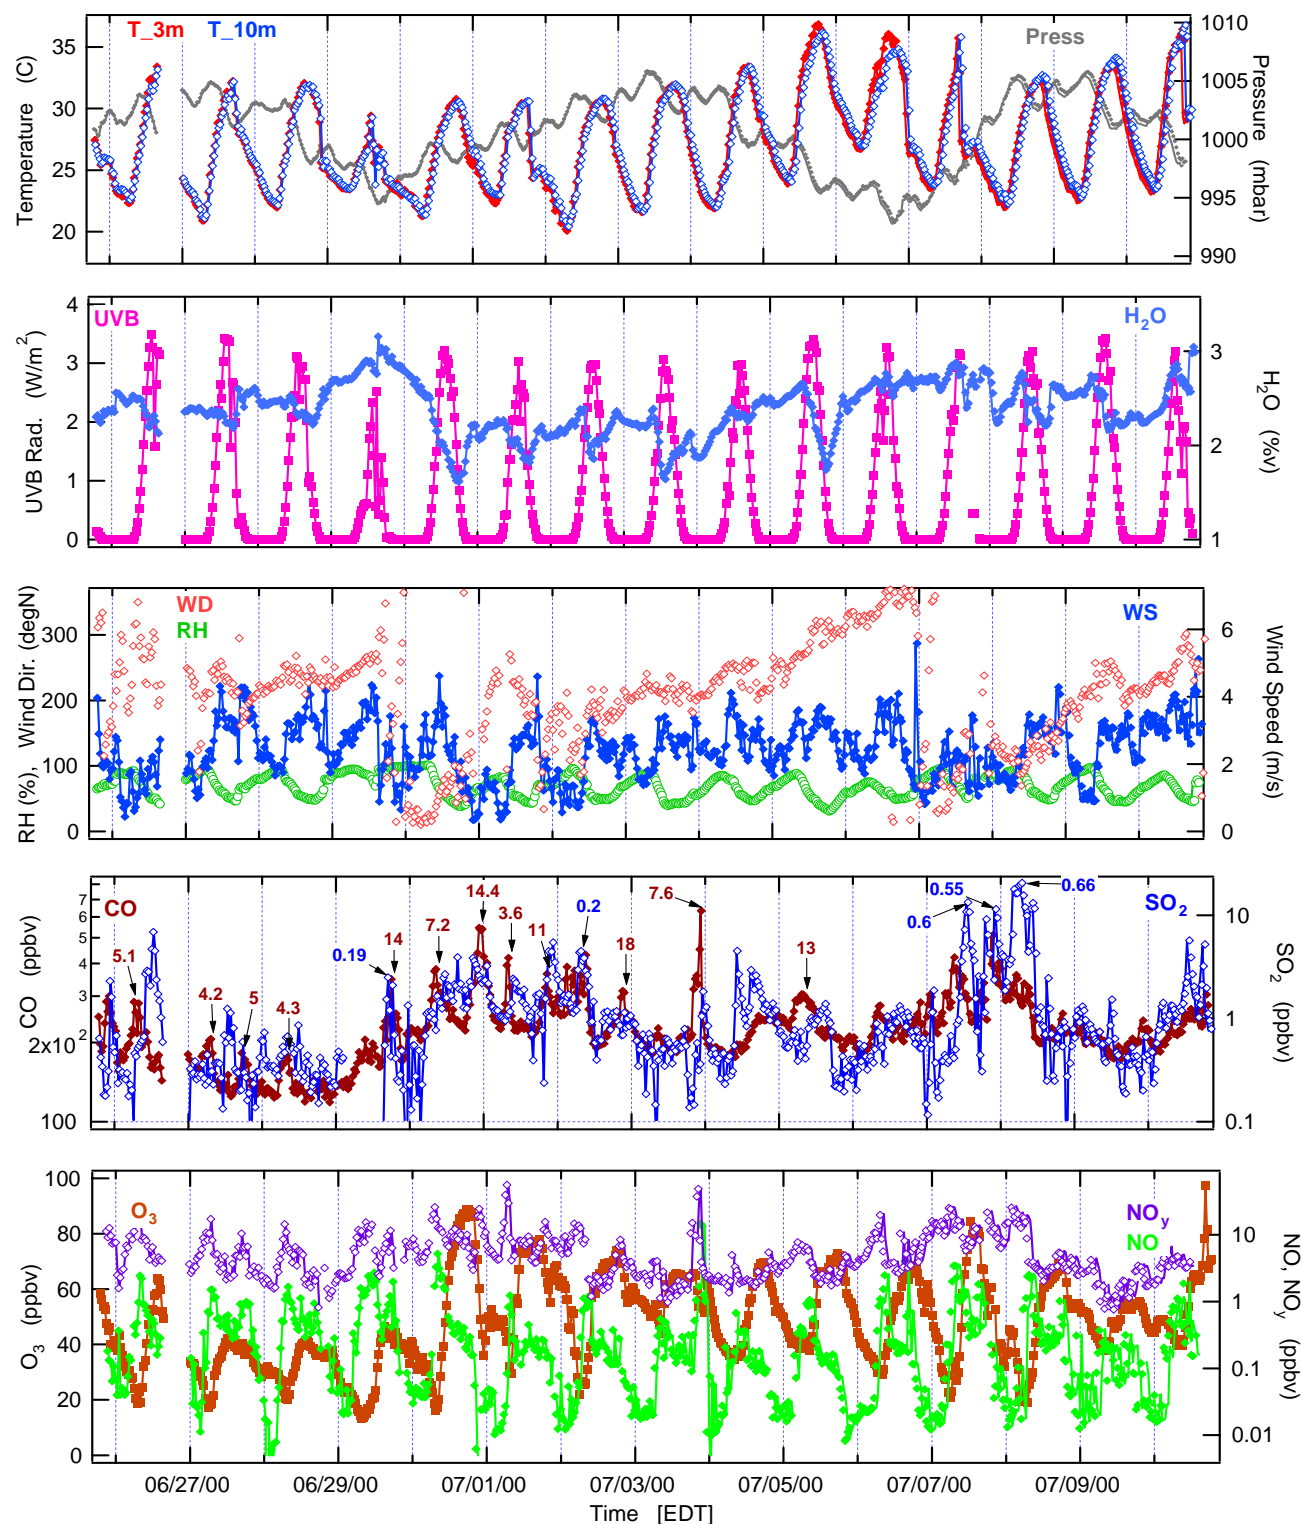 T_3m T_10m Press
Temperature (C)
35
30
25
20
1010
1005
1000
995
990
Pressure (mbar)
UVB H2O
UVB Rad. (W/m2)
4
3
2
1
0
3
2
1
H2O (%v)
WD
RH
WS
RH (%), Wind Dir. (degN)
300
200
100
0
6
4
2
0
Wind Speed (m/s)
CO SO2
CO (ppbv)
7
6
5
4
3
2x10^2
100
10
1
0.1
SO2 (ppbv)
5.1
4.2
5
4.3
0.19
14
7.2
14.4
3.6
11
0.2
18
7.6
13
0.6
0.55
0.66
O3
NOy
NO
O3 (ppbv)
100
80
60
40
20
0
10
1
0.1
0.01
NO, NOy (ppbv)
06/27/00 06/29/00 07/01/00 07/03/00 07/05/00 07/07/00 07/09/00
Time [EDT]